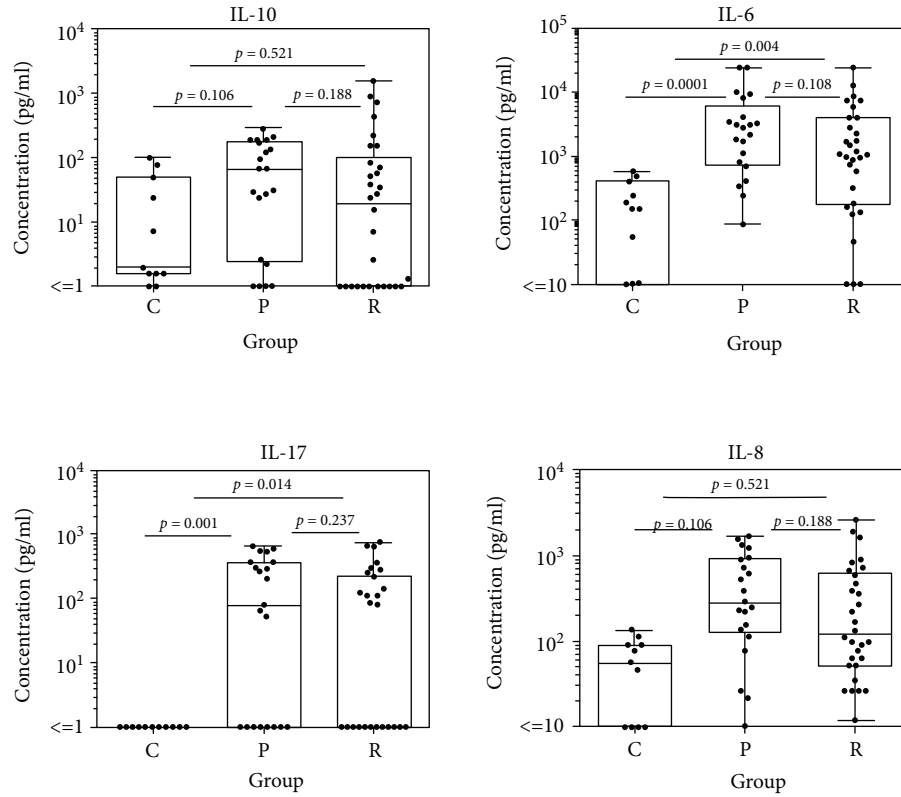 IL-10
Concentration (pg/ml)
10^4
10^3
10^2
10^1
<=1
p = 0.521
p = 0.106
p = 0.188
C P R
Group
IL-6
Concentration (pg/ml)
10^5
10^4
10^3
10^2
<=10
p = 0.004
p = 0.0001
p = 0.108
C P R
Group
IL-17
Concentration (pg/ml)
10^4
10^3
10^2
10^1
<=1
p = 0.014
p = 0.001
p = 0.237
C P R
Group
IL-8
Concentration (pg/ml)
10^4
10^3
10^2
<=10
p = 0.521
p = 0.106
p = 0.188
C P R
Group